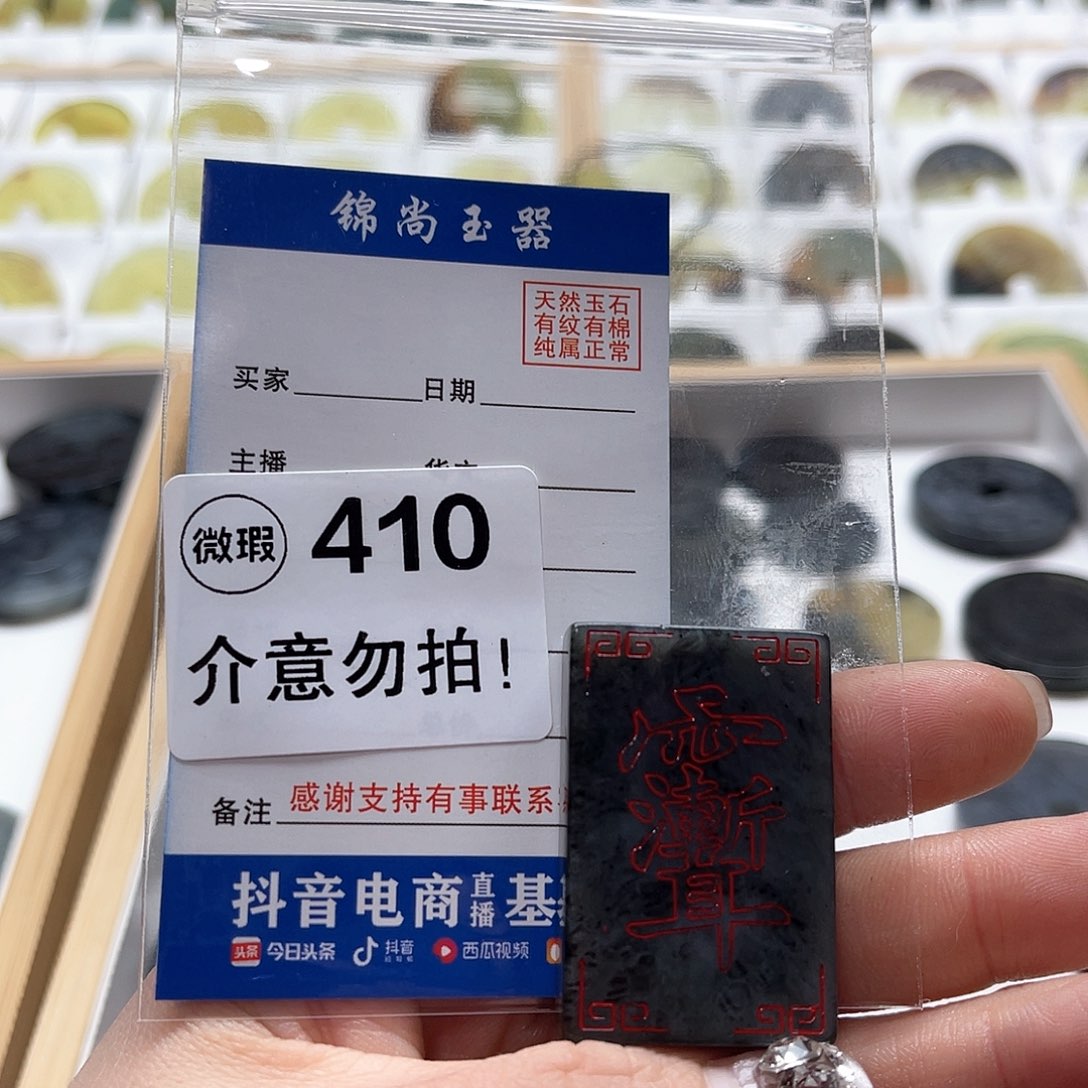 锦尚玉器
天然玉石
有纹有棉
纯属正常
买家 日期
主播
微瑕 410
介意勿拍!
备注 感谢支持有事联系
抖音电商直播基
头条 今日头条 抖音 西瓜视频